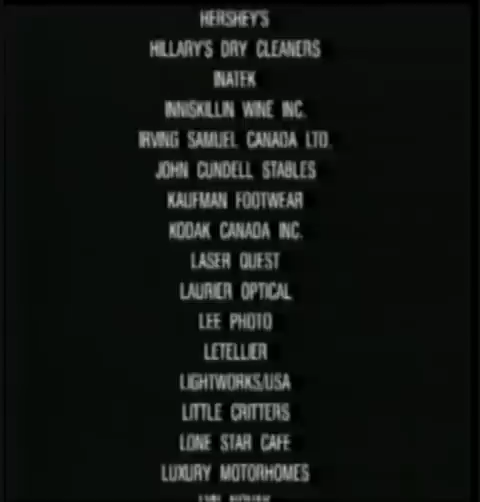 HERSHEY'S
HILLARY'S DRY CLEANERS
INATEK
INNISKILLIN WINE INC.
IRVING SAMUEL CANADA LTD.
JOHN CUNDELL STABLES
KAUFMAN FOOTWEAR
KODAK CANADA INC.
LASER QUEST
LAURIER OPTICAL
LEE PHOTO
LETELLIER
LIGHTWORKS/USA
LITTLE CRITTERS
LONE STAR CAFE
LUXURY MOTORHOMES